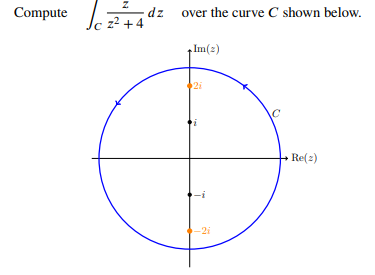 Compute ∫_C z/(z² + 4) dz over the curve C shown below.
Im(z)
2i
C
i
Re(z)
−i
−2i